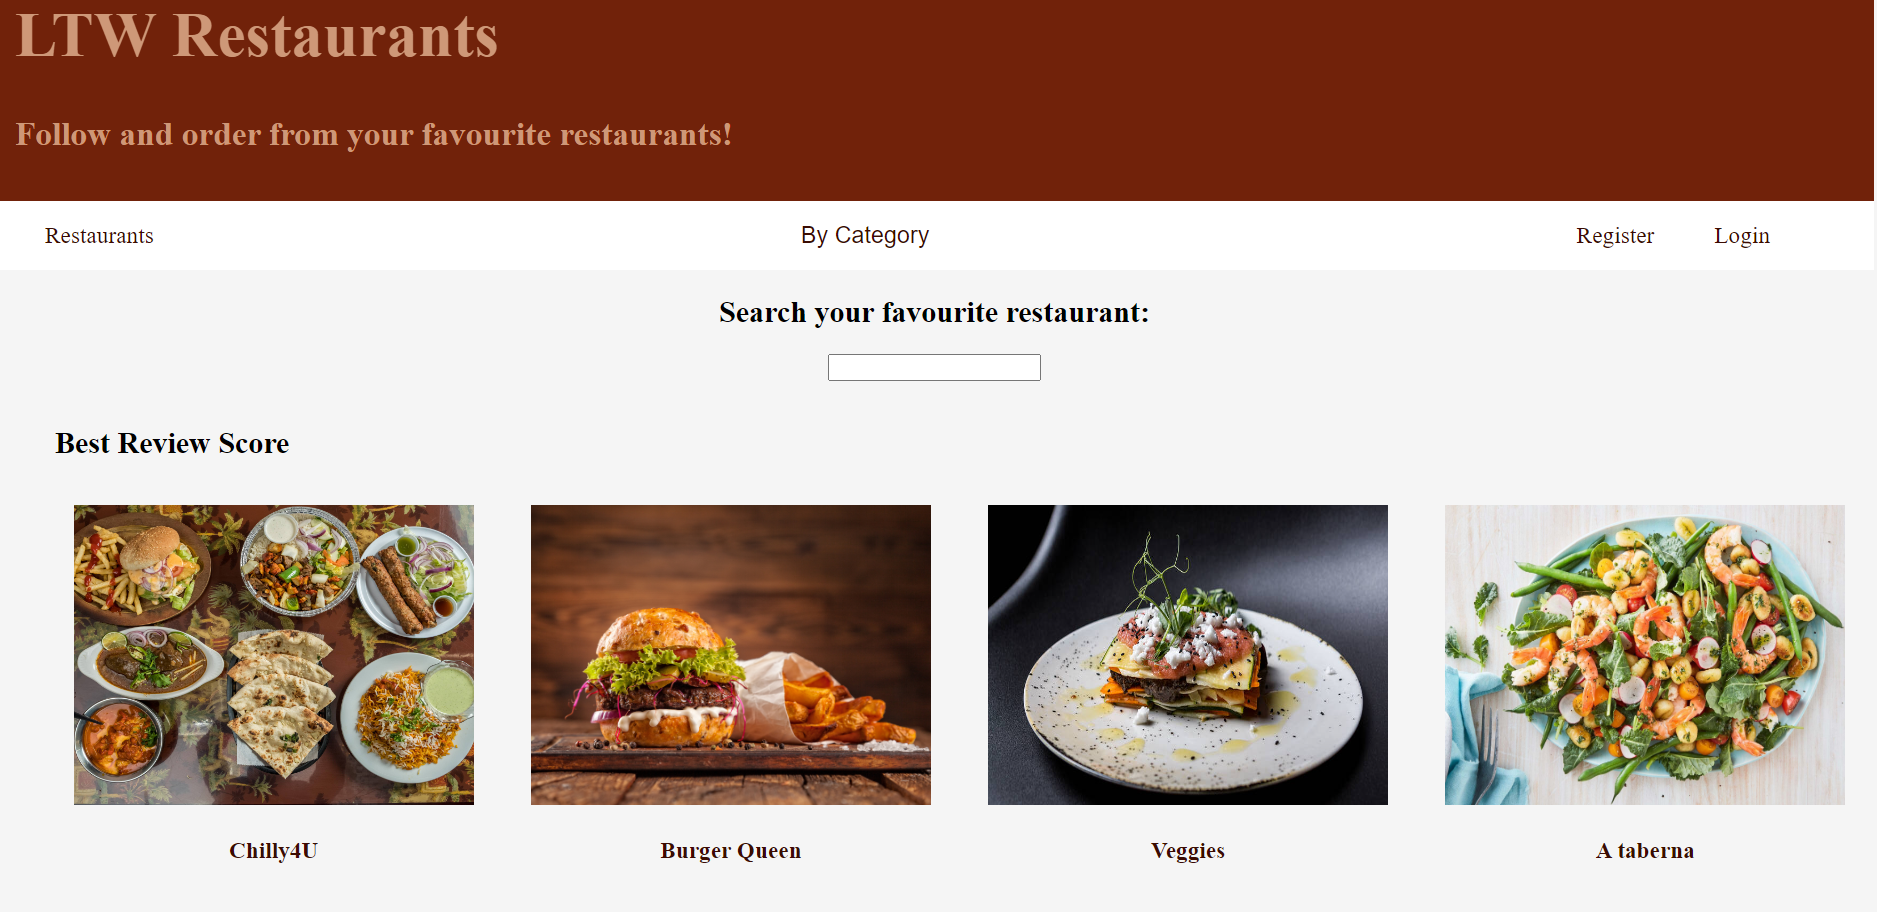 LTW Restaurants
Follow and order from your favourite restaurants!
Restaurants By Category Register Login
Search your favourite restaurant:
Best Review Score
Chilly4U Burger Queen Veggies A taberna